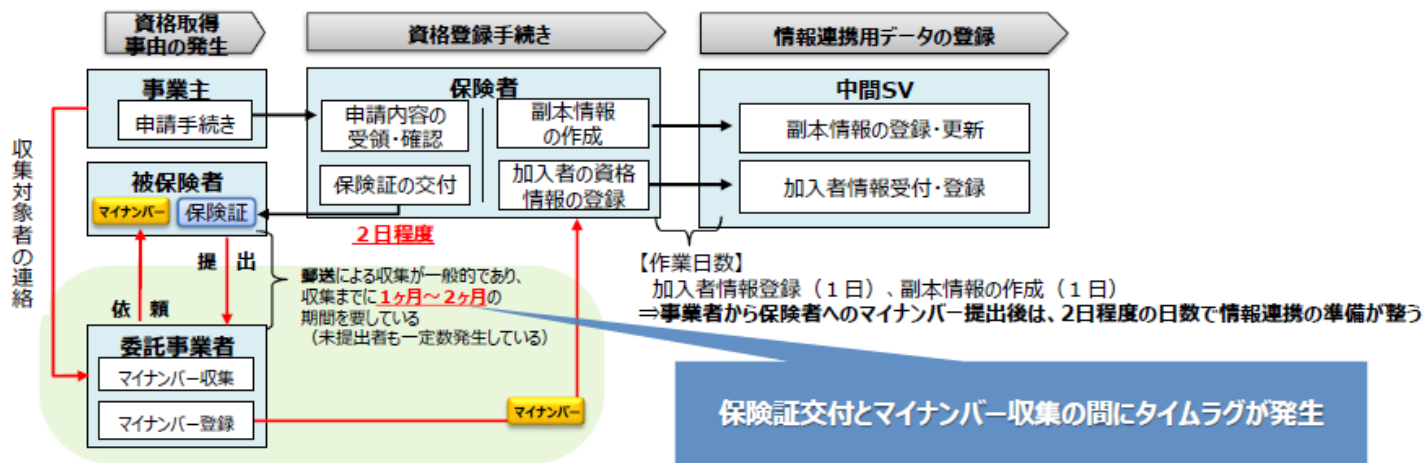 資格取得
事由の発生
資格登録手続き
情報連携用データの登録
事業主
申請手続き
保険者
申請内容の
受領・確認
副本情報
の作成
保険証の交付
加入者の資格
情報の登録
中間SV
副本情報の登録・更新
加入者情報受付・登録
収集対象者の連絡
被保険者
マイナンバー
保険証
2日程度
提 出
依 頼
郵送による収集が一般的であり、
収集までに1ヶ月～2ヶ月の
期間を要している
（未提出者も一定数発生している）
【作業日数】
加入者情報登録（1日）、副本情報の作成（1日）
⇒事業者から保険者へのマイナンバー提出後は、2日程度の日数で情報連携の準備が整う
委託事業者
マイナンバー収集
マイナンバー登録
マイナンバー
保険証交付とマイナンバー収集の間にタイムラグが発生